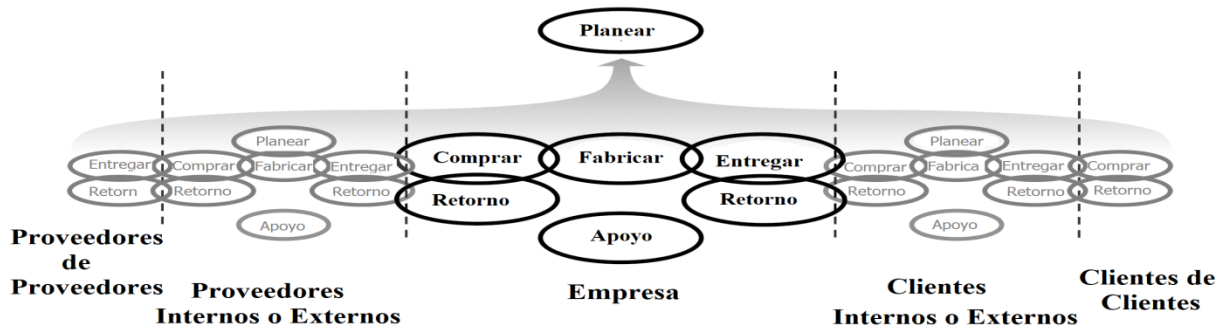 Planear
Planear
Planear
Entregar
Comprar
Fabricar
Entregar
Comprar
Fabricar
Entregar
Comprar
Fabrica
Entregar
Comprar
Retorn
Retorno
Retorno
Retorno
Retorno
Retorno
Retorno
Retorno
Apoyo
Apoyo
Apoyo
Proveedores
de
Proveedores
Proveedores
Internos o Externos
Empresa
Clientes
Internos o Externos
Clientes de
Clientes